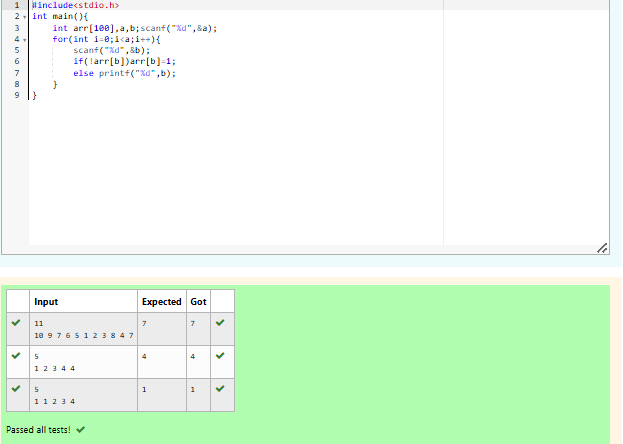 1 #include<stdio.h>
2 int main(){
3 int arr[100],a,b;scanf("%d",&a);
4 for(int i=0;i<a;i++){
5 scanf("%d",&b);
6 if(!arr[b])arr[b]=1;
7 else printf("%d",b);
8 }
9 }
Input Expected Got
11 7 7
10 9 7 6 5 1 2 3 8 4 7
5 4 4
1 2 3 4 4
5 1 1
1 1 2 3 4
Passed all tests!